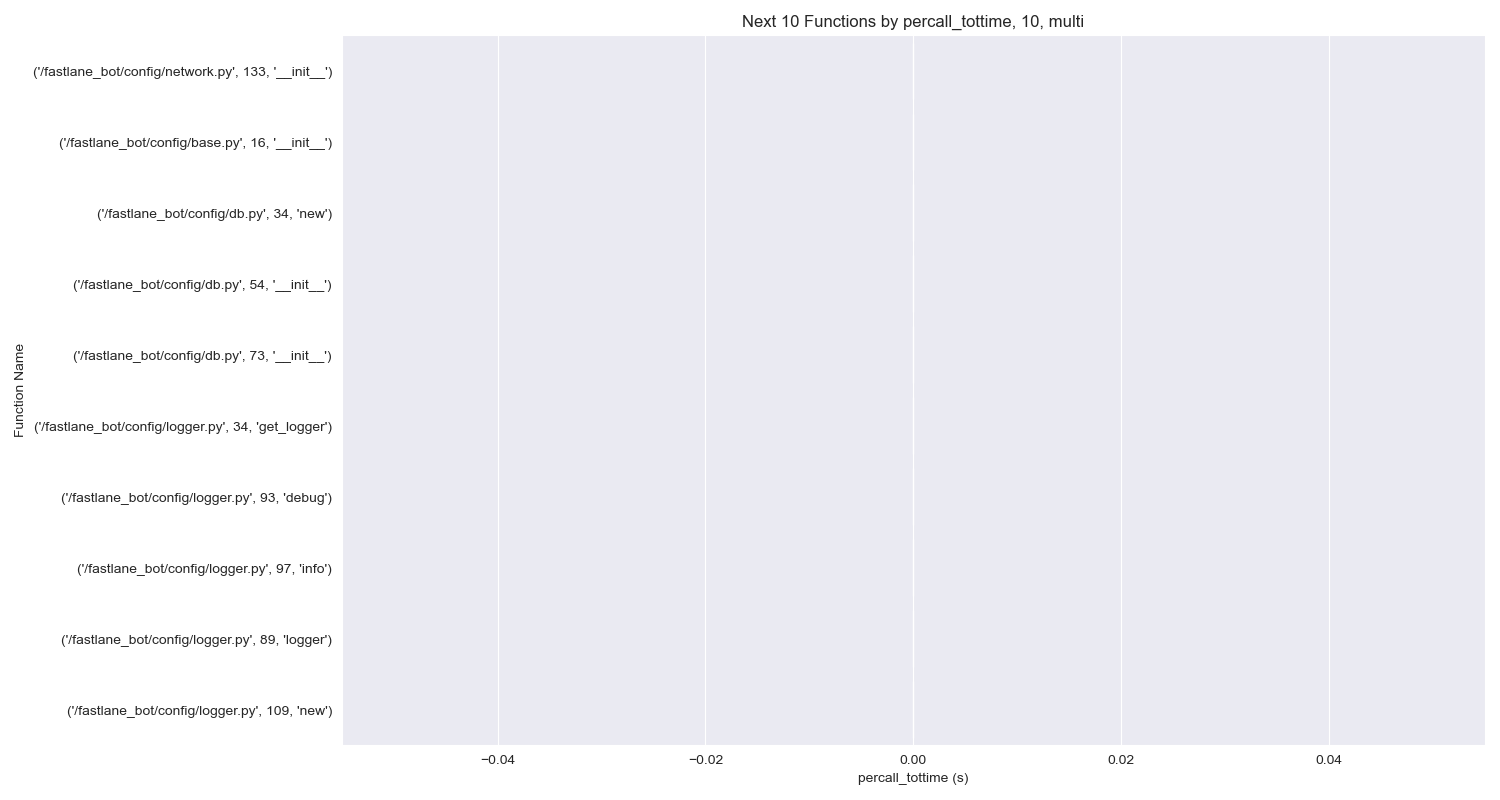 Next 10 Functions by percall_tottime, 10, multi
('/fastlane_bot/config/network.py', 133, '__init__')
('/fastlane_bot/config/base.py', 16, '__init__')
('/fastlane_bot/config/db.py', 34, 'new')
('/fastlane_bot/config/db.py', 54, '__init__')
('/fastlane_bot/config/db.py', 73, '__init__')
('/fastlane_bot/config/logger.py', 34, 'get_logger')
('/fastlane_bot/config/logger.py', 93, 'debug')
('/fastlane_bot/config/logger.py', 97, 'info')
('/fastlane_bot/config/logger.py', 89, 'logger')
('/fastlane_bot/config/logger.py', 109, 'new')
Function Name
−0.04 −0.02 0.00 0.02 0.04
percall_tottime (s)